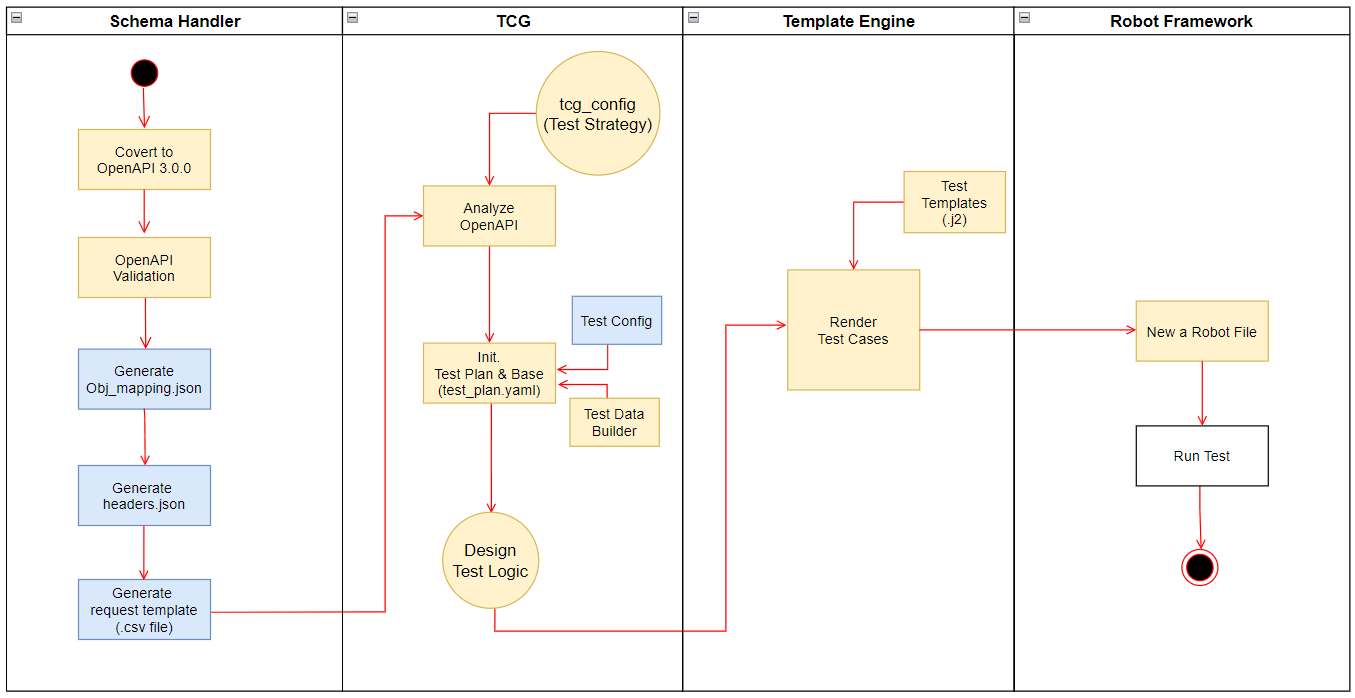 Schema Handler
TCG
Template Engine
Robot Framework
Covert to
OpenAPI 3.0.0
OpenAPI
Validation
Generate
Obj_mapping.json
Generate
headers.json
Generate
request template
(.csv file)
tcg_config
(Test Strategy)
Analyze
OpenAPI
Test Config
Init.
Test Plan & Base
(test_plan.yaml)
Test Data
Builder
Design
Test Logic
Test
Templates
(.j2)
Render
Test Cases
New a Robot File
Run Test